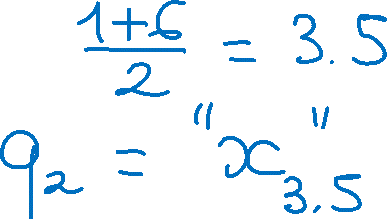 (1+6)/2 = 3.5
q₂ = "x₃.₅"